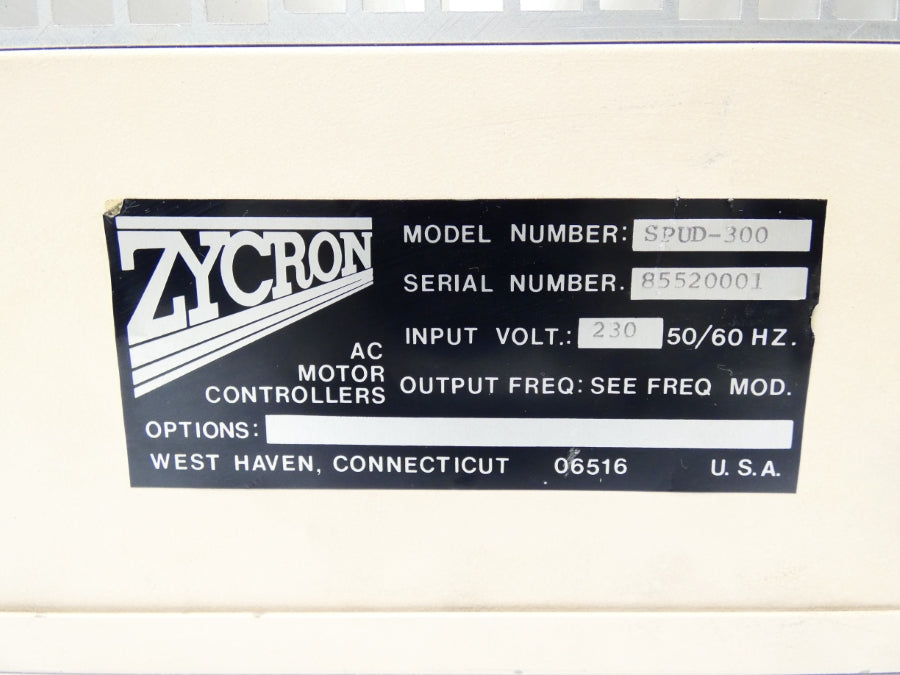 ZYCRON
AC
MOTOR
CONTROLLERS
MODEL NUMBER: SPUD-300
SERIAL NUMBER. 85520001
INPUT VOLT.: 230 50/60 HZ.
OUTPUT FREQ: SEE FREQ MOD.
OPTIONS:
WEST HAVEN, CONNECTICUT 06516 U.S.A.